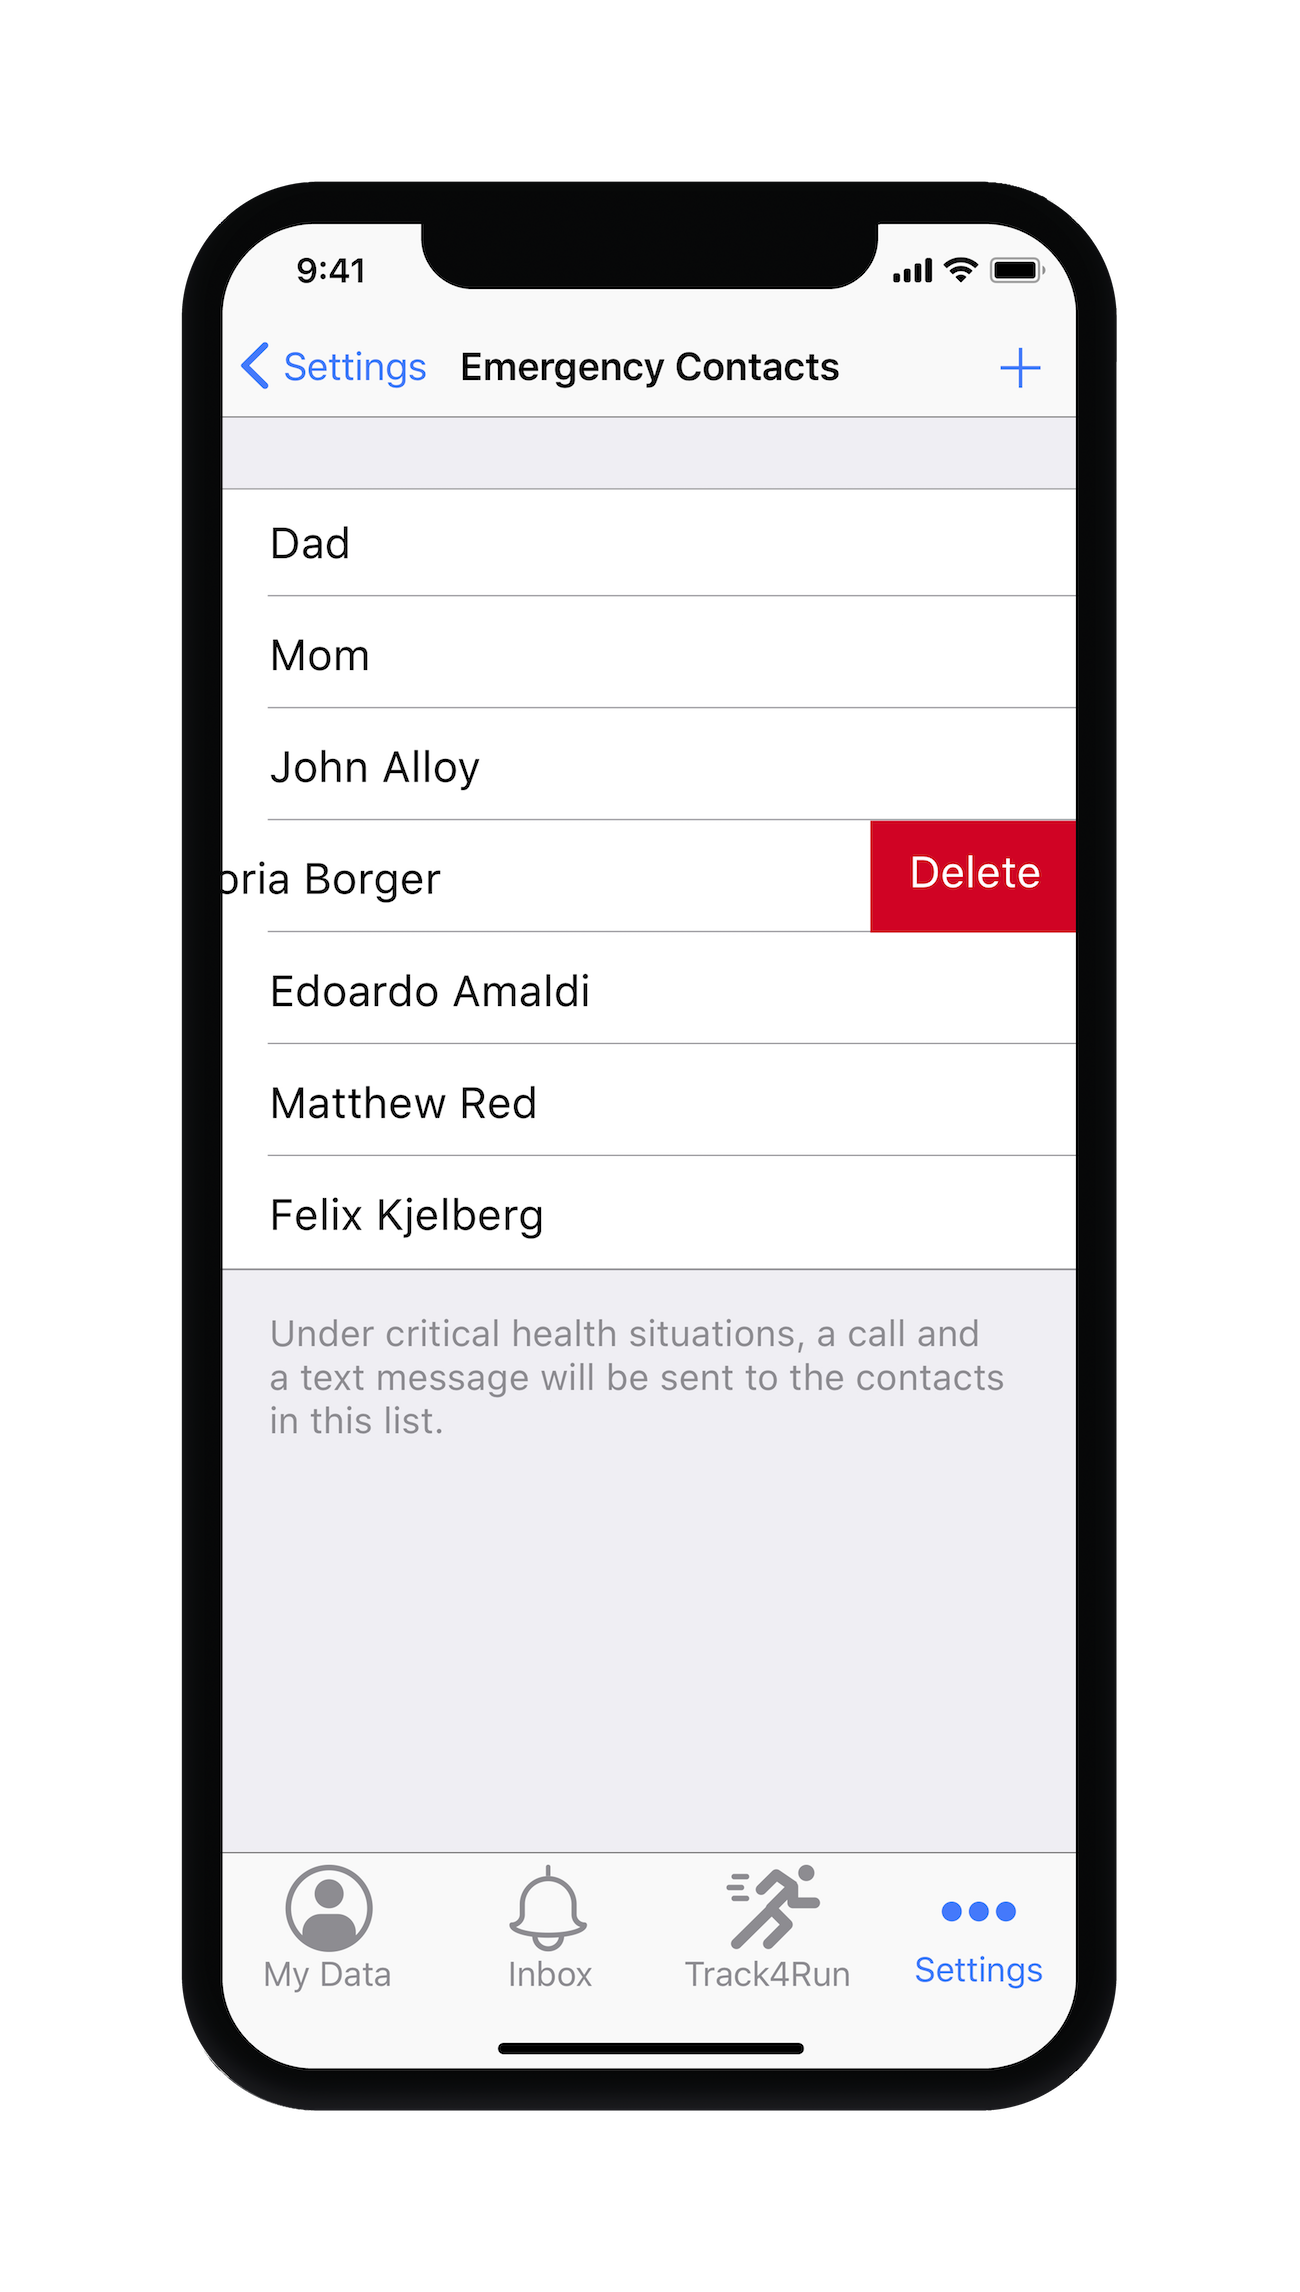 9:41
Settings Emergency Contacts +
Dad
Mom
John Alloy
oria Borger Delete
Edoardo Amaldi
Matthew Red
Felix Kjelberg
Under critical health situations, a call and
a text message will be sent to the contacts
in this list.
My Data Inbox Track4Run Settings